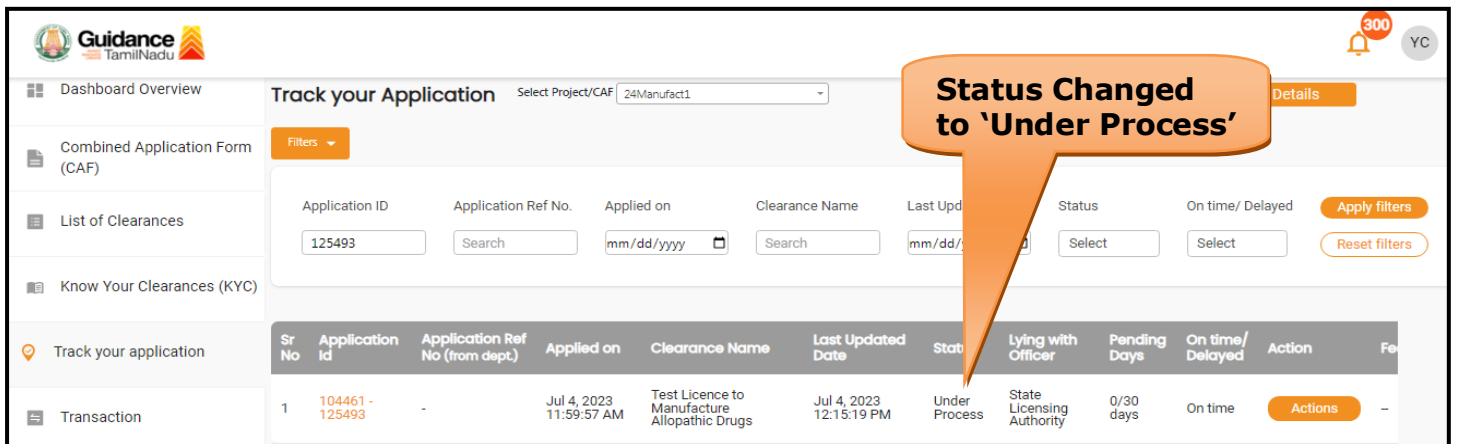 Guidance
TamilNadu
300
YC
Dashboard Overview
Track your Application
Select Project/CAF
24Manufact1
Status Changed
to ‘Under Process’
Details
Combined Application Form
(CAF)
Filters
List of Clearances
Application ID
Application Ref No.
Applied on
Clearance Name
Last Upd
Status
On time/ Delayed
Apply filters
125493
Search
mm/dd/yyyy
Search
mm/dd/
Select
Select
Reset filters
Know Your Clearances (KYC)
Track your application
Sr
No
Application
Id
Application Ref
No (from dept.)
Applied on
Clearance Name
Last Updated
Date
Stat
Lying with
Officer
Pending
Days
On time/
Delayed
Action
Fe
Transaction
1
104461 -
125493
-
Jul 4, 2023
11:59:57 AM
Test Licence to
Manufacture
Allopathic Drugs
Jul 4, 2023
12:15:19 PM
Under
Process
State
Licensing
Authority
0/30
days
On time
Actions
–